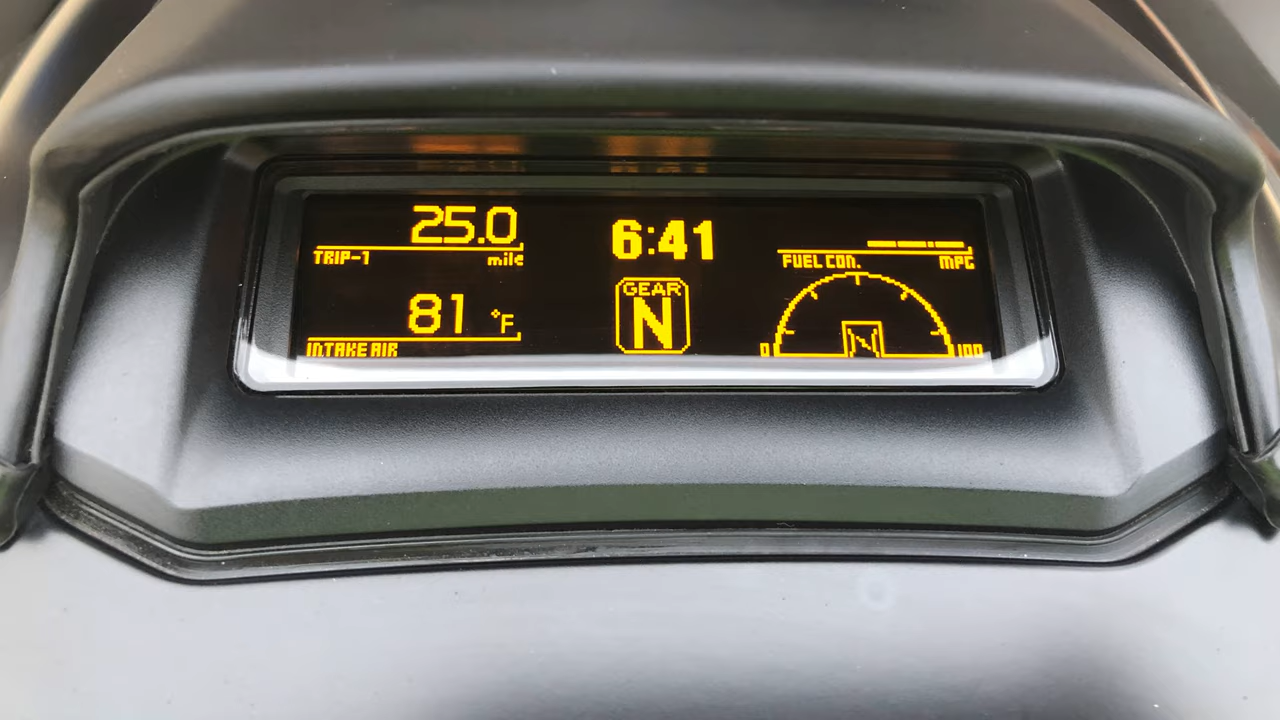 25.0
TRIP-1 mile
81 °F
INTAKE AIR
6:41
GEAR
N
FUEL CON. MPG
N
0 100